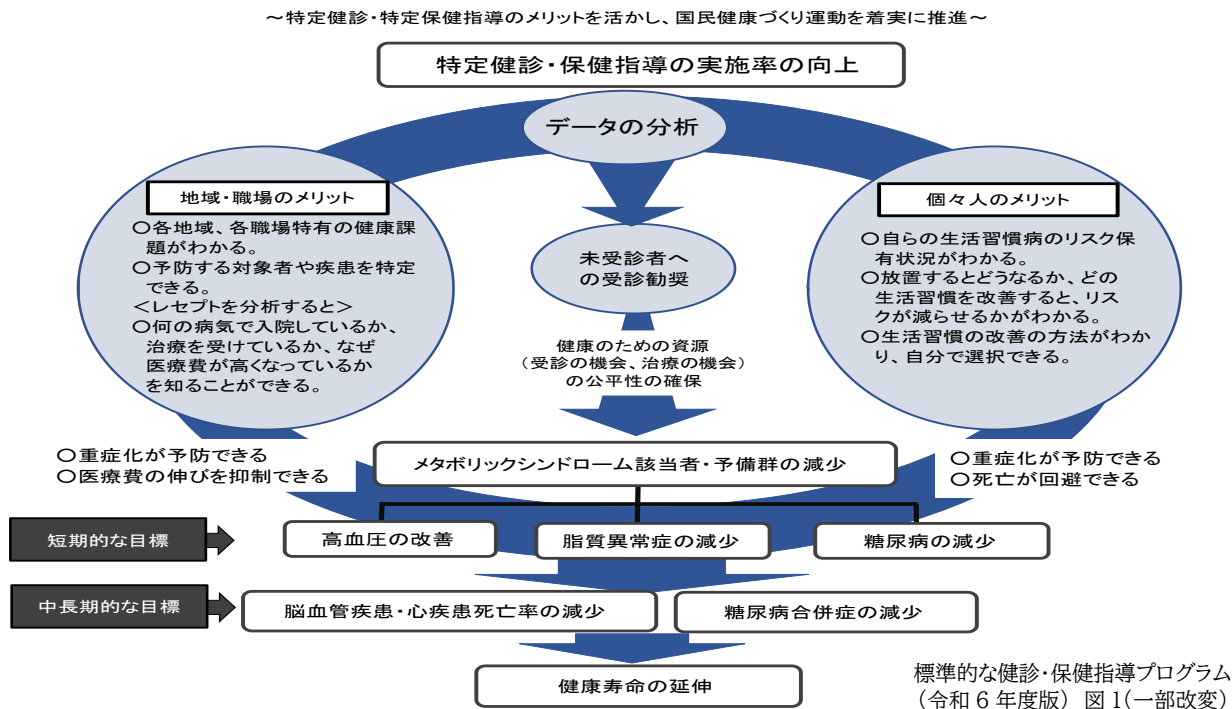 ～特定健診・特定保健指導のメリットを活かし、国民健康づくり運動を着実に推進～
特定健診・保健指導の実施率の向上
データの分析
地域・職場のメリット
○各地域、各職場特有の健康課
題がわかる。
○予防する対象者や疾患を特定
できる。
＜レセプトを分析すると＞
○何の病気で入院しているか、
治療を受けているか、なぜ
医療費が高くなっているか
を知ることができる。
未受診者へ
の受診勧奨
個々人のメリット
○自らの生活習慣病のリスク保
有状況がわかる。
○放置するとどうなるか、どの
生活習慣を改善すると、リス
クが減らせるかがわかる。
○生活習慣の改善の方法がわか
り、自分で選択できる。
健康のための資源
（受診の機会、治療の機会）
の公平性の確保
○重症化が予防できる
○医療費の伸びを抑制できる
メタボリックシンドローム該当者・予備群の減少
○重症化が予防できる
○死亡が回避できる
短期的な目標
高血圧の改善
脂質異常症の減少
糖尿病の減少
中長期的な目標
脳血管疾患・心疾患死亡率の減少
糖尿病合併症の減少
健康寿命の延伸
標準的な健診・保健指導プログラム
（令和 6 年度版） 図 1（一部改変）